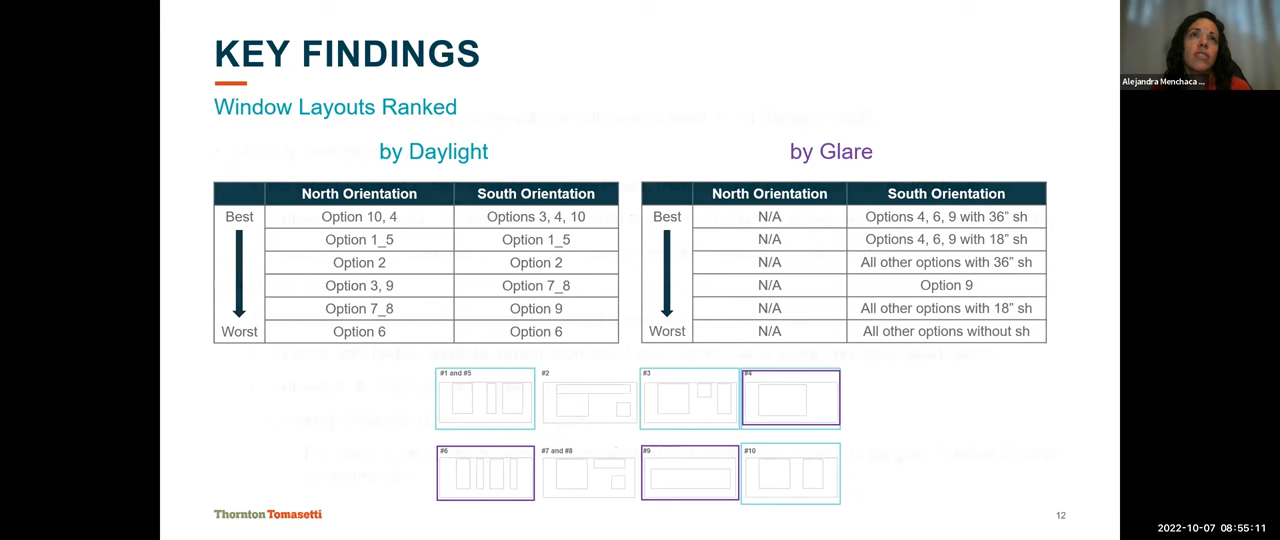 KEY FINDINGS
Window Layouts Ranked
by Daylight
North Orientation South Orientation
Best Option 10, 4 Options 3, 4, 10
Option 1_5 Option 1_5
Option 2 Option 2
Option 3, 9 Option 7_8
Option 7_8 Option 9
Worst Option 6 Option 6
by Glare
North Orientation South Orientation
Best N/A Options 4, 6, 9 with 36” sh
N/A Options 4, 6, 9 with 18” sh
N/A All other options with 36” sh
N/A Option 9
N/A All other options with 18” sh
Worst N/A All other options without sh
#1 and #5 #2 #3 #4
#6 #7 and #8 #9 #10
Thornton Tomasetti
12
Alejandra Menchaca ...
2022-10-07 08:55:11